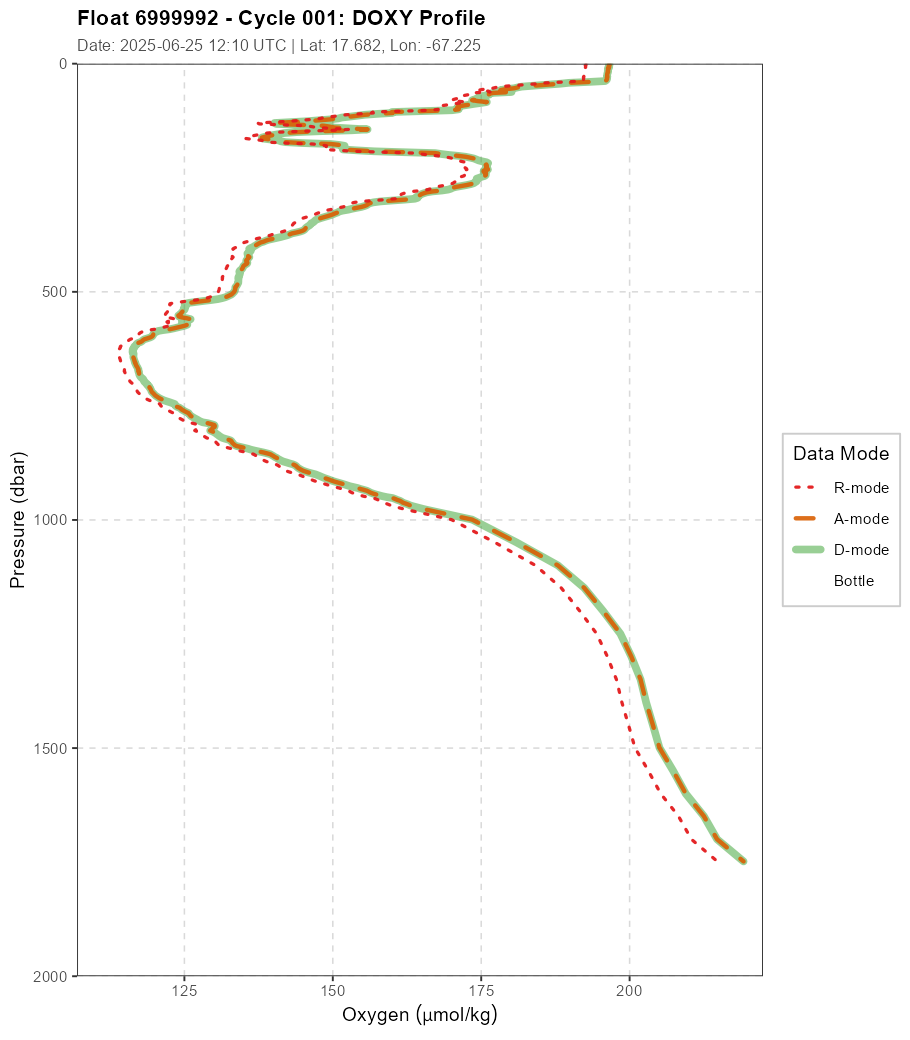 Float 6999992 - Cycle 001: DOXY Profile
Date: 2025-06-25 12:10 UTC | Lat: 17.682, Lon: -67.225
0
500
1000
1500
2000
Pressure (dbar)
125 150 175 200
Oxygen (µmol/kg)
Data Mode
R-mode
A-mode
D-mode
Bottle